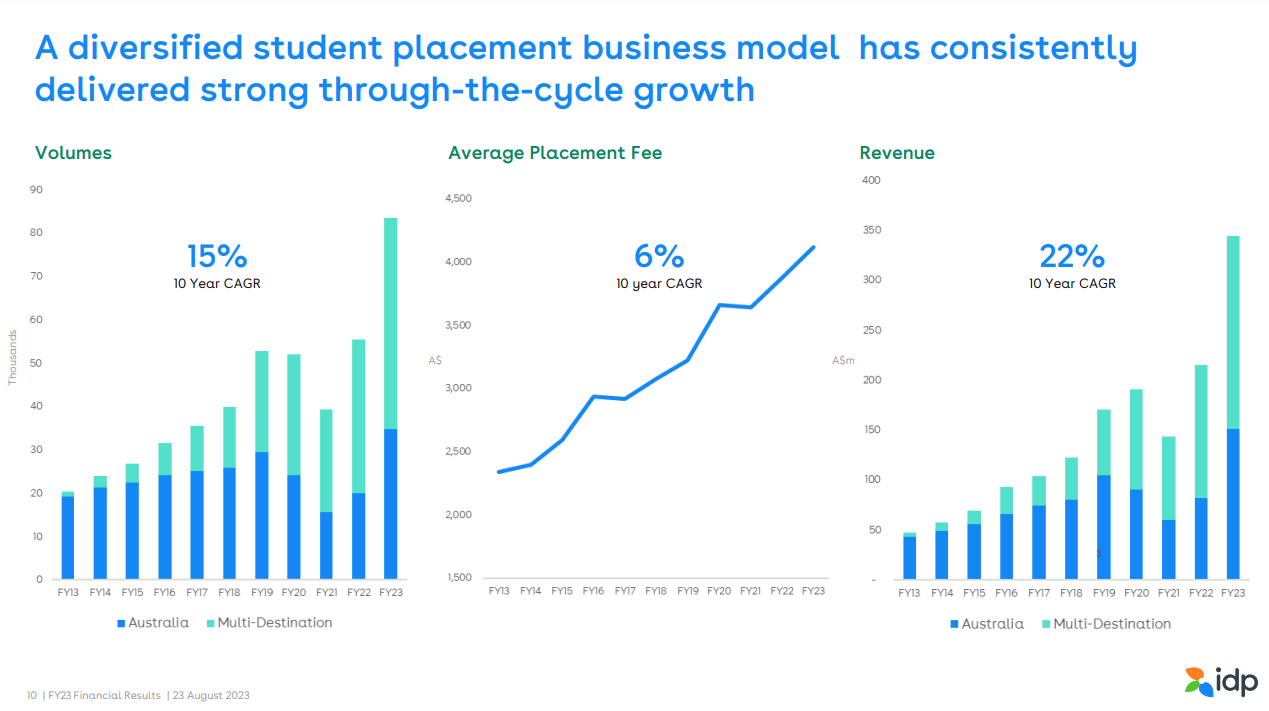 A diversified student placement business model has consistently
delivered strong through-the-cycle growth
Volumes
90
80
70
60
50
40
30
20
10
0
Thousands
15%
10 Year CAGR
FY13 FY14 FY15 FY16 FY17 FY18 FY19 FY20 FY21 FY22 FY23
Australia Multi-Destination
Average Placement Fee
4,500
4,000
3,500
3,000
2,500
2,000
1,500
A$
6%
10 year CAGR
FY13 FY14 FY15 FY16 FY17 FY18 FY19 FY20 FY21 FY22 FY23
Revenue
400
350
300
250
200
150
100
50
-
A$m
22%
10 Year CAGR
3
FY13 FY14 FY15 FY16 FY17 FY18 FY19 FY20 FY21 FY22 FY23
Australia Multi-Destination
10 | FY23 Financial Results | 23 August 2023
idp